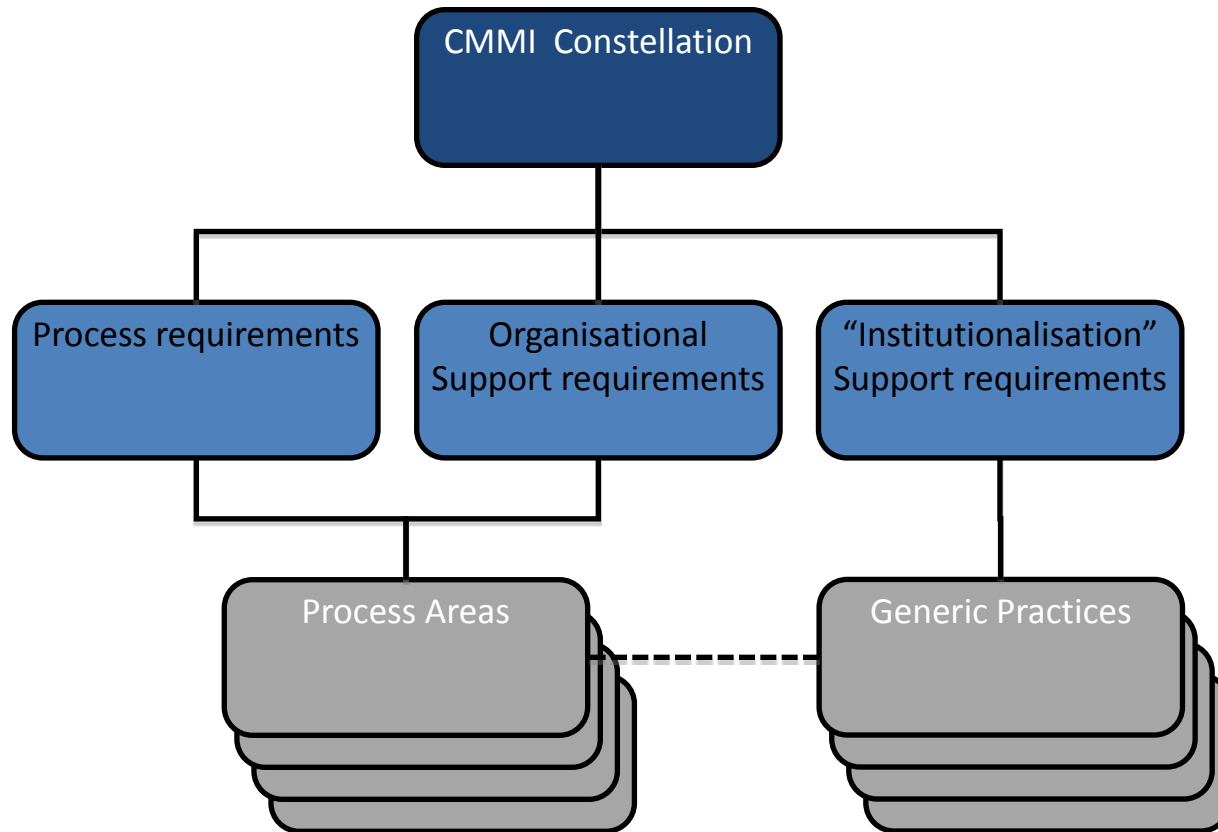 CMMI  Constellation
Process requirements
Organisational
Support requirements
“Institutionalisation”
Support requirements
Process Areas
Generic Practices